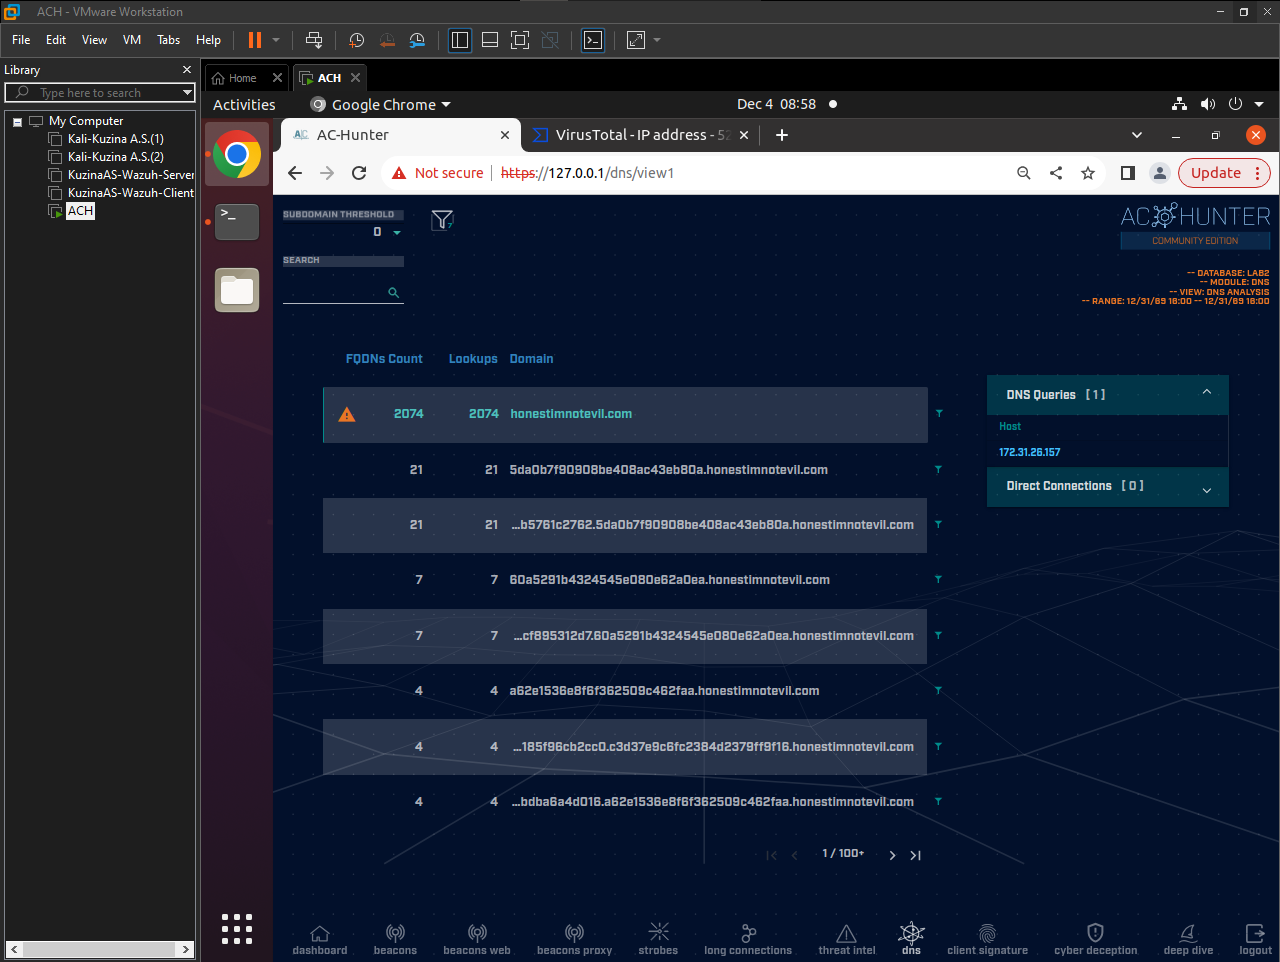 ACH - VMware Workstation
File Edit View VM Tabs Help
Library
Type here to search
My Computer
Kali-Kuzina A.S.(1)
Kali-Kuzina A.S.(2)
KuzinaAS-Wazuh-Server
KuzinaAS-Wazuh-Client
ACH
Home ACH
Activities Google Chrome Dec 4 08:58
AC-Hunter VirusTotal - IP address - 52
Not secure https://127.0.0.1/dns/view1 Update
SUBDOMAIN THRESHOLD
0
7
SEARCH
AC HUNTER
COMMUNITY EDITION
-- DATABASE: LAB2
-- MODULE: DNS
-- VIEW: DNS ANALYSIS
-- RANGE: 12/31/69 16:00 -- 12/31/69 16:00
FQDNs Count Lookups Domain
2074 2074 honestimnotevil.com
21 21 5da0b7f90908be408ac43eb80a.honestimnotevil.com
21 21 ...b5761c2762.5da0b7f90908be408ac43eb80a.honestimnotevil.com
7 7 60a5291b4324545e080e62a0ea.honestimnotevil.com
7 7 ...cf895312d7.60a5291b4324545e080e62a0ea.honestimnotevil.com
4 4 a62e1536e8f6f362509c462faa.honestimnotevil.com
4 4 ...185f96cb2cc0.c3d37e9c6fc2384d2379ff9f16.honestimnotevil.com
4 4 ...bdba6a4d016.a62e1536e8f6f362509c462faa.honestimnotevil.com
1 / 100+
DNS Queries [ 1 ]
Host
172.31.26.157
Direct Connections [ 0 ]
dashboard beacons beacons web beacons proxy strobes long connections threat intel dns client signature cyber deception deep dive logout